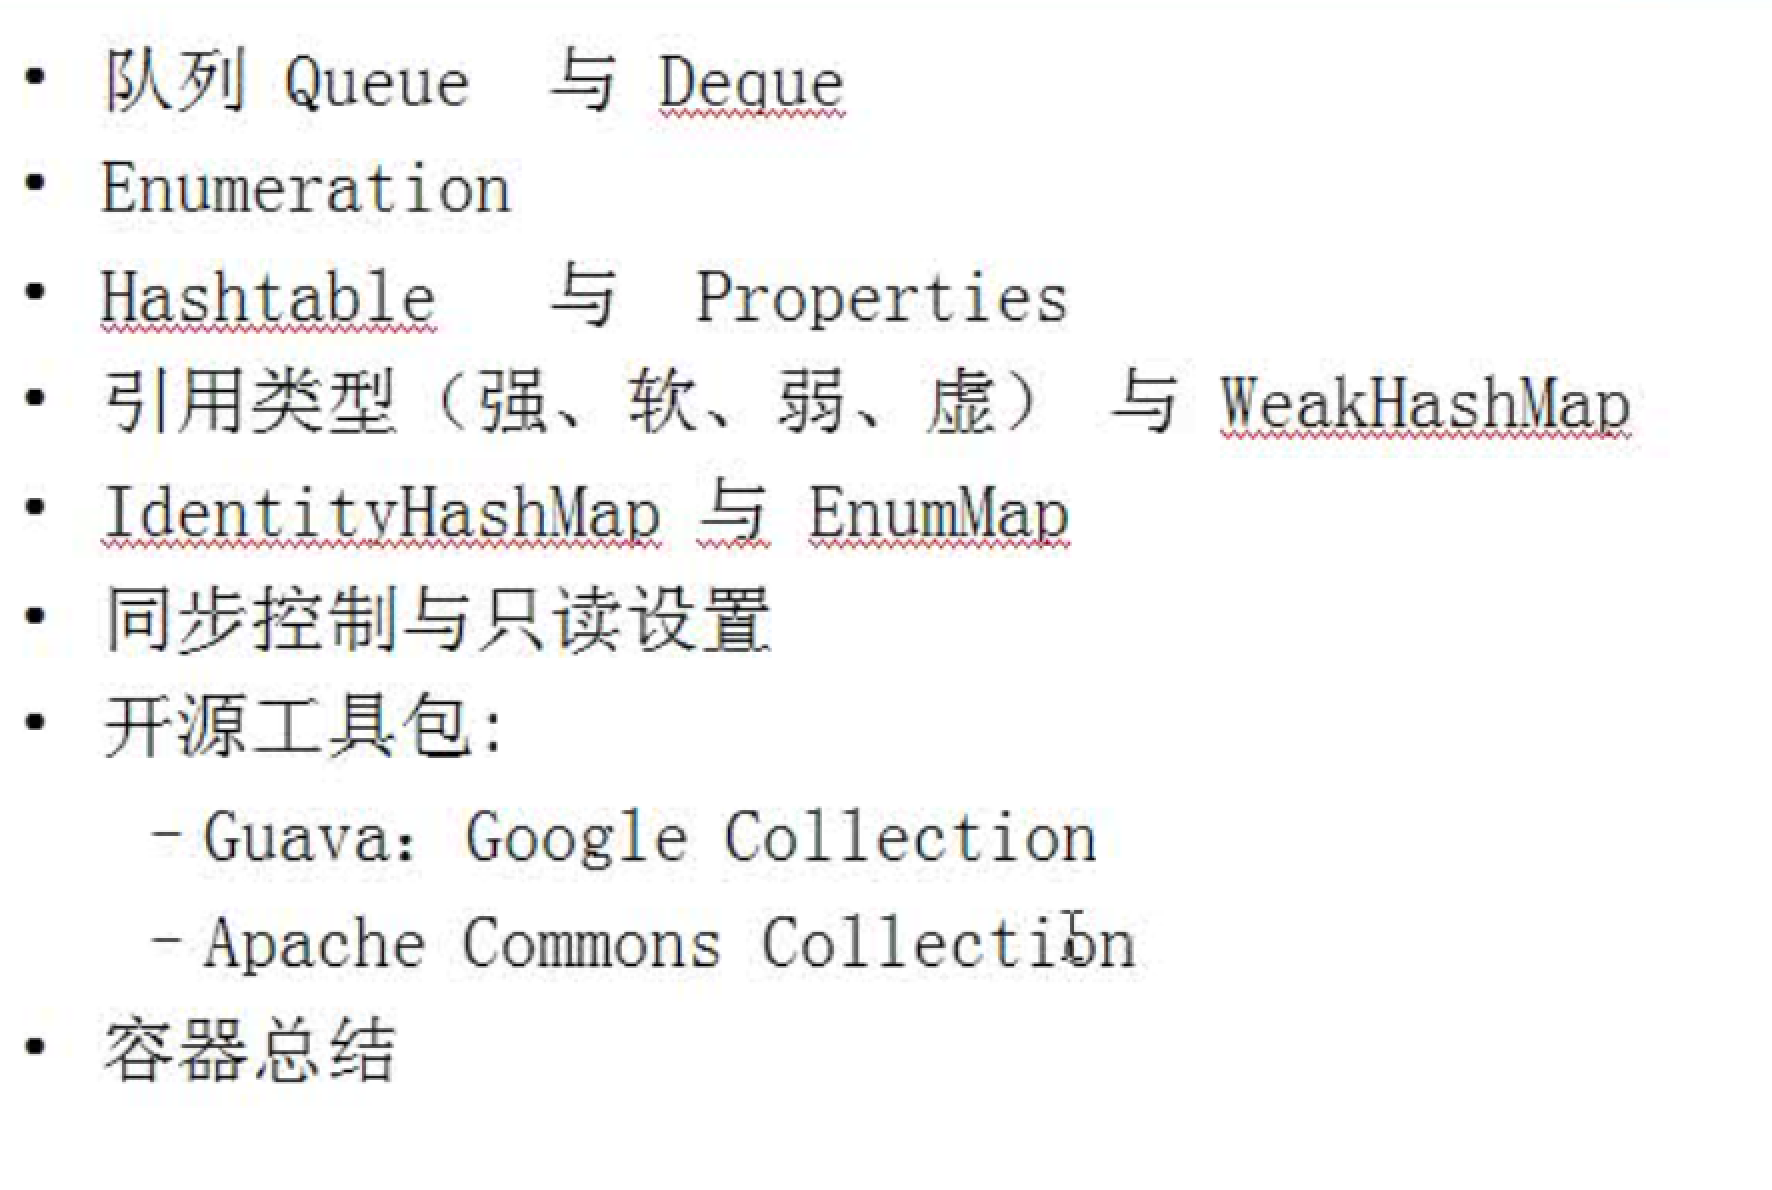 • 队列 Queue 与 Deque
• Enumeration
• Hashtable 与 Properties
• 引用类型（强、软、弱、虚） 与 WeakHashMap
• IdentityHashMap 与 EnumMap
• 同步控制与只读设置
• 开源工具包:
–Guava：Google Collection
–Apache Commons Collection
• 容器总结